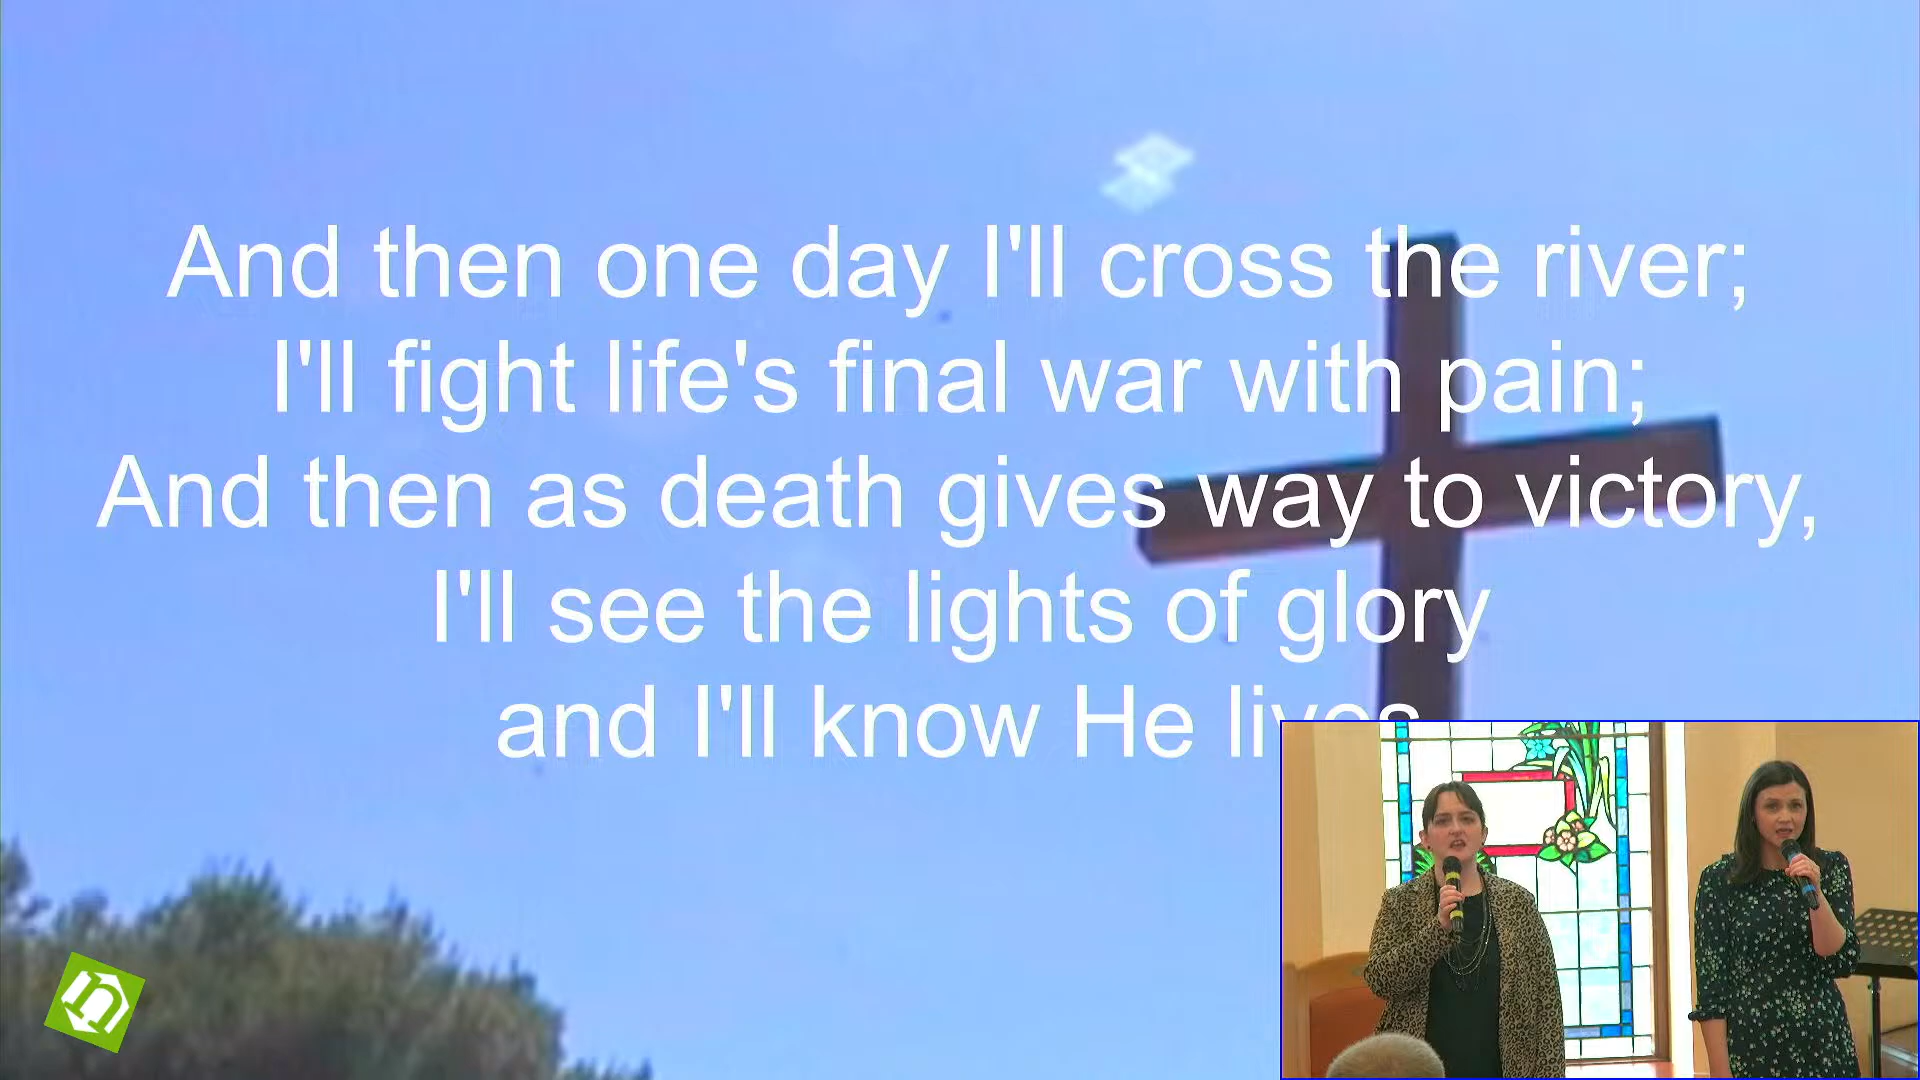 And then one day I'll cross the river;
I'll fight life's final war with pain;
And then as death gives way to victory,
I'll see the lights of glory
and I'll know He lives